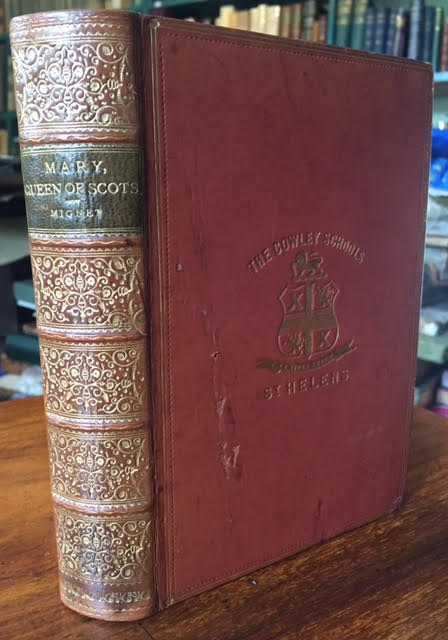 MARY,
QUEEN OF SCOTS.
MIGNET
THE COWLEY SCHOOLS
ST HELENS